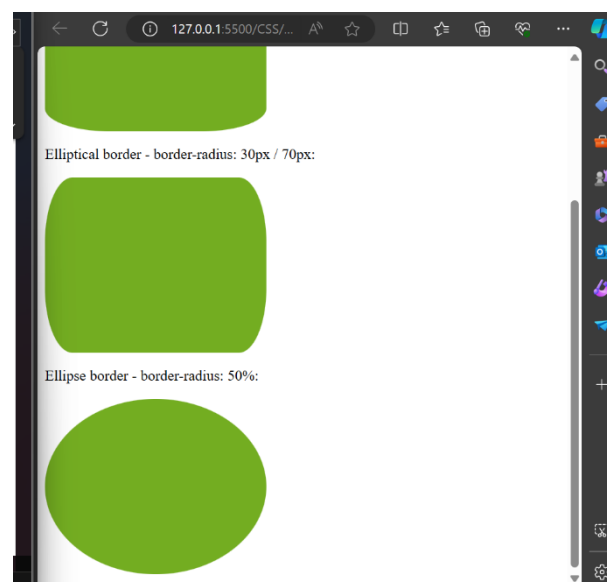 127.0.0.1:5500/CSS/...
Elliptical border - border-radius: 30px / 70px:
Ellipse border - border-radius: 50%: